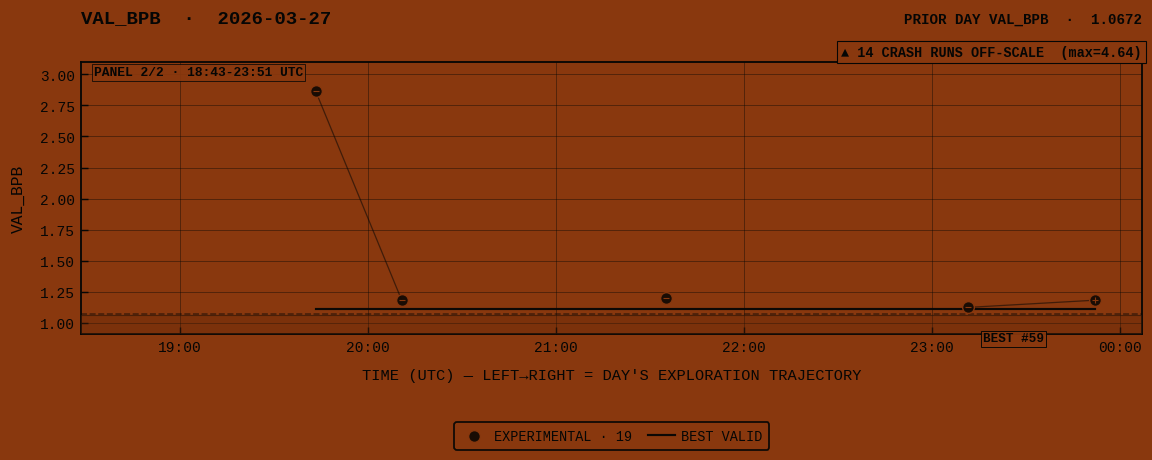 VAL_BPB · 2026-03-27
PRIOR DAY VAL_BPB · 1.0672
▲ 14 CRASH RUNS OFF-SCALE (max=4.64)
PANEL 2/2 · 18:43-23:51 UTC
3.00
2.75
2.50
2.25
2.00
1.75
1.50
1.25
1.00
VAL_BPB
BEST #59
19:00
20:00
21:00
22:00
23:00
00:00
TIME (UTC) — LEFT→RIGHT = DAY'S EXPLORATION TRAJECTORY
EXPERIMENTAL · 19
BEST VALID